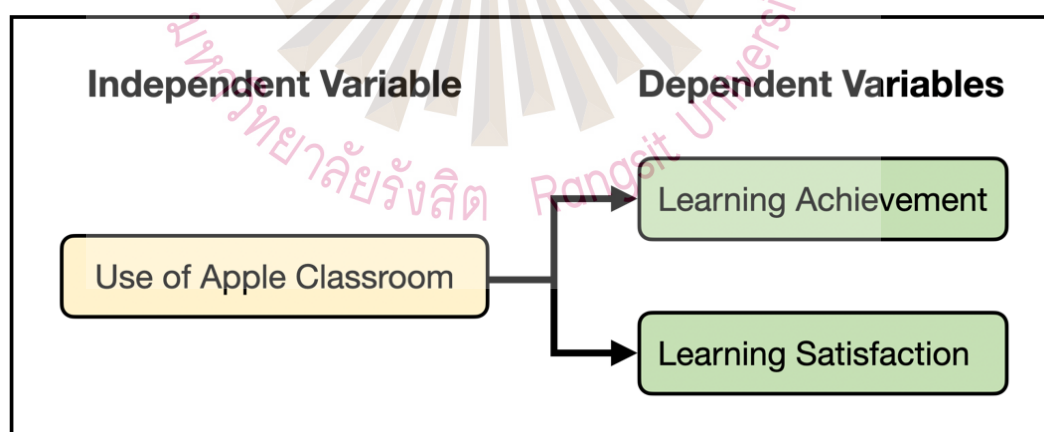 Independent Variable
Dependent Variables
Use of Apple Classroom
Learning Achievement
Learning Satisfaction
มหาวิทยาลัยรังสิต Rangsit Universi